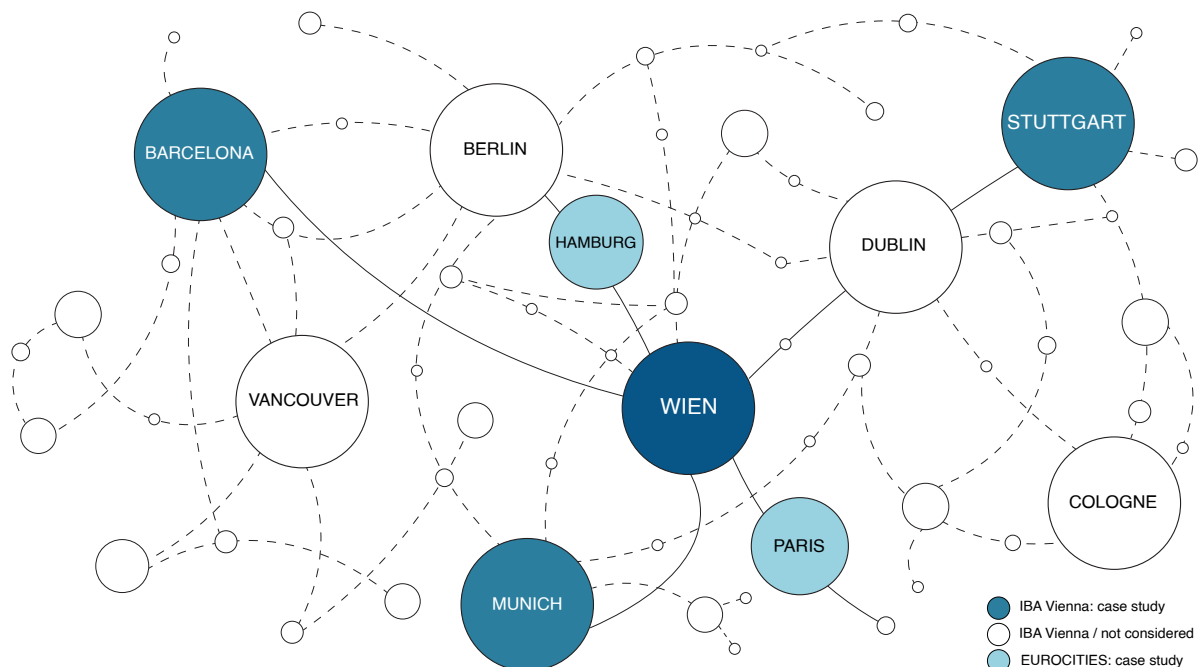 STUTTGART
BARCELONA
BERLIN
HAMBURG
DUBLIN
VANCOUVER
WIEN
COLOGNE
PARIS
MUNICH
IBA Vienna: case study
IBA Vienna / not considered
EUROCITIES: case study